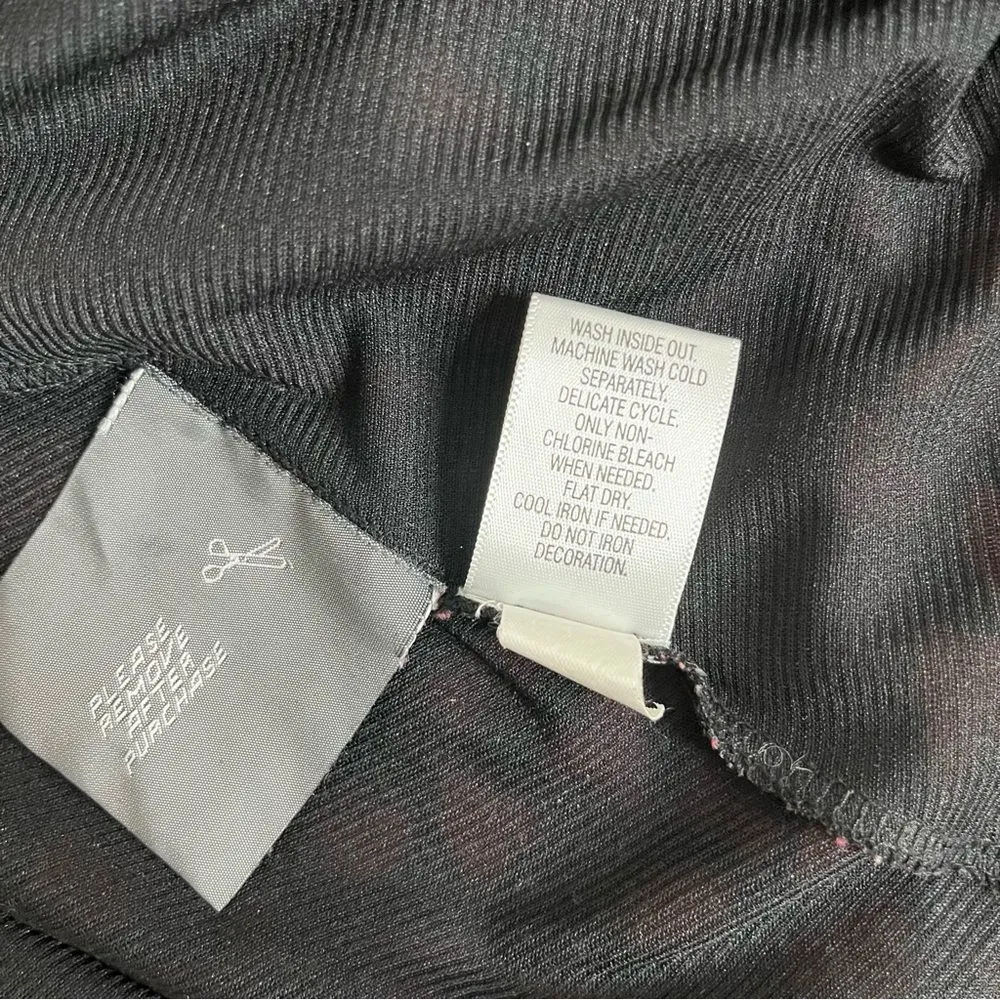 WASH INSIDE OUT.
MACHINE WASH COLD
SEPARATELY.
DELICATE CYCLE.
ONLY NON-
CHLORINE BLEACH
WHEN NEEDED.
FLAT DRY.
COOL IRON IF NEEDED.
DO NOT IRON
DECORATION.
PLEASE
REMOVE
AFTER
PURCHASE